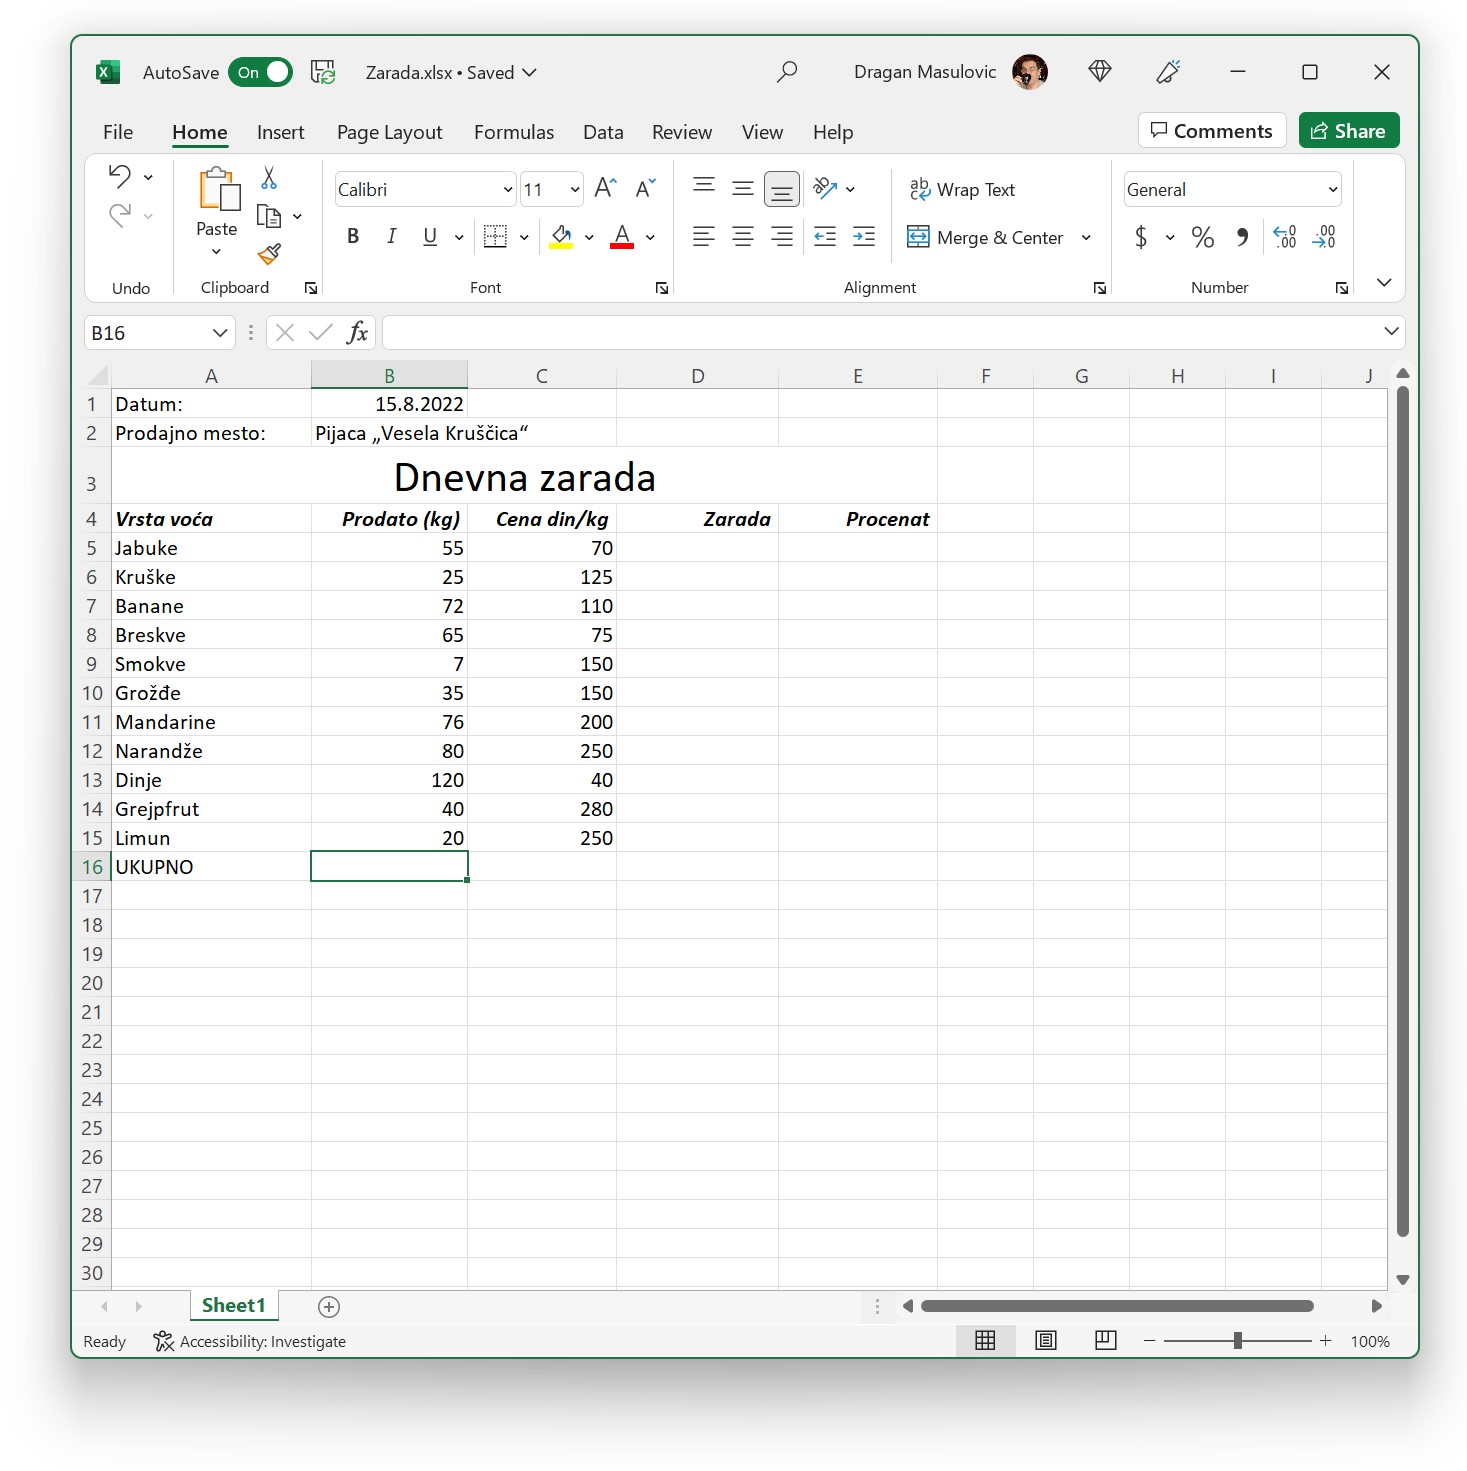 AutoSave On Zarada.xlsx • Saved Dragan Masulovic
File Home Insert Page Layout Formulas Data Review View Help Comments Share
Calibri 11 Wrap Text General
Paste B I U A Merge & Center $ % 9 .00
Undo Clipboard Font Alignment Number
B16 fx
A B C D E F G H I J
1 Datum: 15.8.2022
2 Prodajno mesto: Pijaca „Vesela Kruščica“
3 Dnevna zarada
4 Vrsta voća Prodato (kg) Cena din/kg Zarada Procenat
5 Jabuke 55 70
6 Kruške 25 125
7 Banane 72 110
8 Breskve 65 75
9 Smokve 7 150
10 Grožđe 35 150
11 Mandarine 76 200
12 Narandže 80 250
13 Dinje 120 40
14 Grejpfrut 40 280
15 Limun 20 250
16 UKUPNO
17
18
19
20
21
22
23
24
25
26
27
28
29
30
Sheet1
Ready Accessibility: Investigate 100%